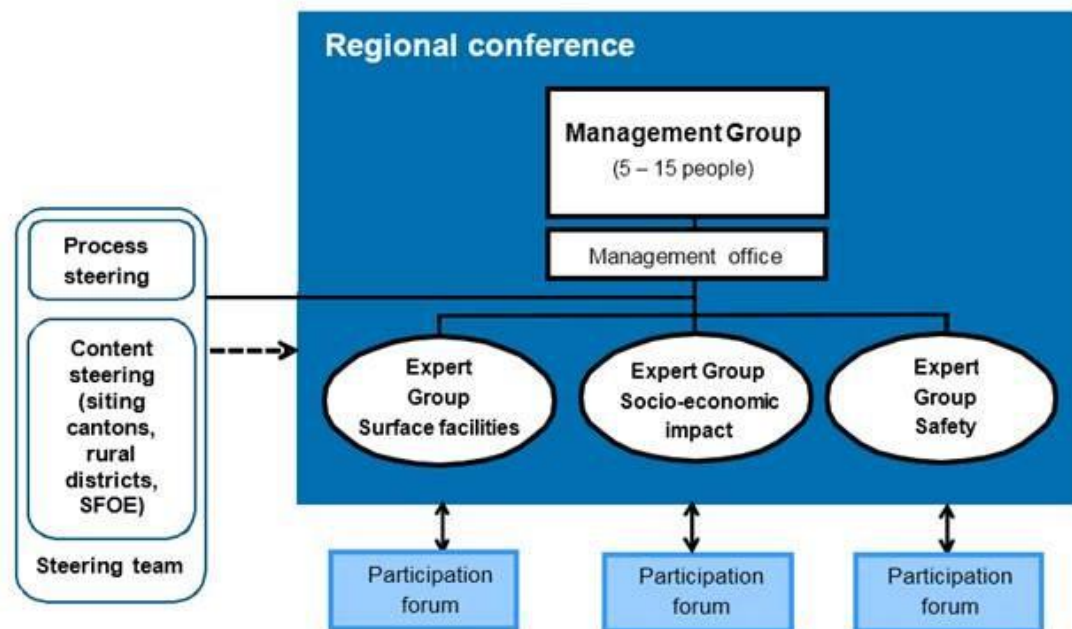 Regional conference
Management Group
(5 – 15 people)
Management office
Process
steering
Content
steering
(siting
cantons,
rural
districts,
SFOE)
Steering team
Expert
Group
Surface facilities
Expert Group
Socio-economic
impact
Expert
Group
Safety
Participation
forum
Participation
forum
Participation
forum